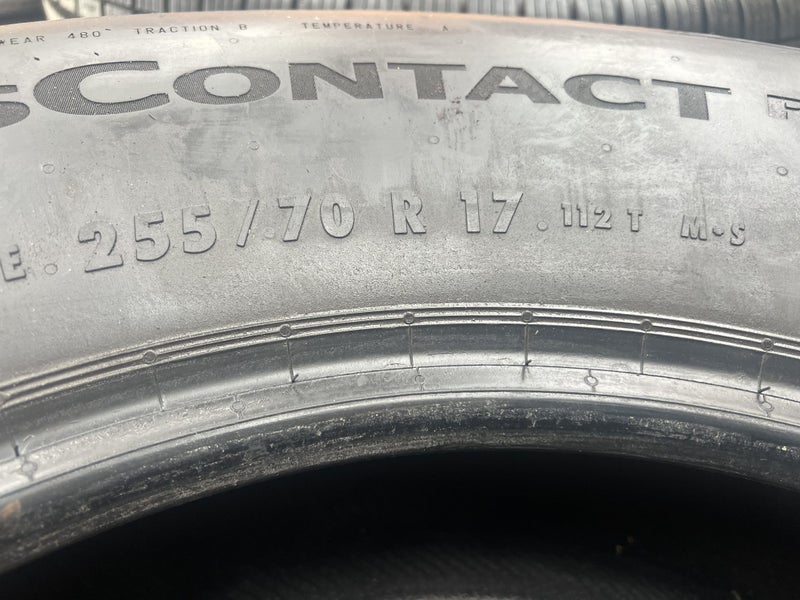 EAR 480 TRACTION B TEMPERATURE A
SCONTACT F
E 255/70 R 17 112 T M•S